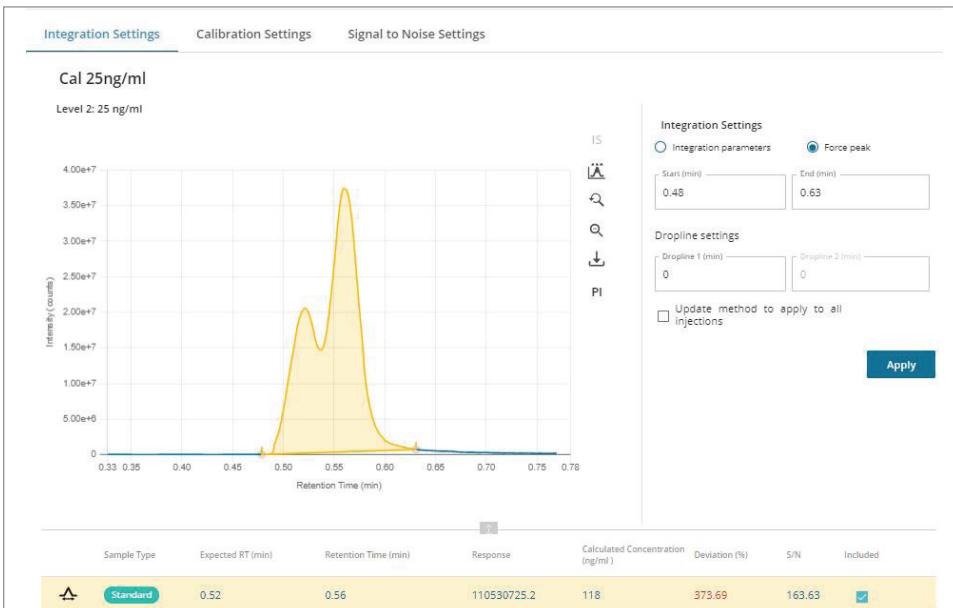 Integration Settings Calibration Settings Signal to Noise Settings
Cal 25ng/ml
Level 2: 25 ng/ml
IS
PI
4.00e+7
3.50e+7
3.00e+7
2.50e+7
2.00e+7
1.50e+7
1.00e+7
5.00e+6
0
Intensity (counts)
0.33 0.35 0.40 0.45 0.50 0.55 0.60 0.65 0.70 0.75 0.78
Retention Time (min)
Integration Settings
Integration parameters Force peak
Start (min) End (min)
0.48 0.63
Dropline settings
Dropline 1 (min) Dropline 2 (min)
0 0
Update method to apply to all
injections
Apply
Sample Type Expected RT (min) Retention Time (min) Response Calculated Concentration (ng/ml ) Deviation (%) S/N Included
Standard 0.52 0.56 110530725.2 118 373.69 163.63